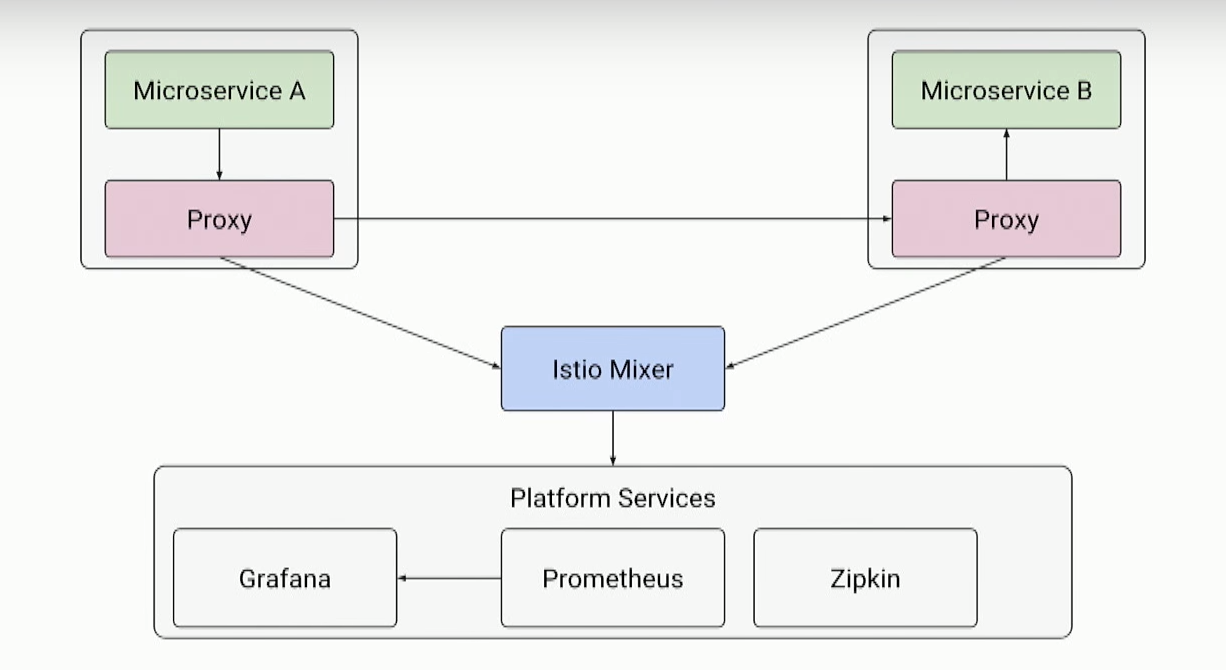 Microservice A
Microservice B
Proxy
Proxy
Istio Mixer
Platform Services
Grafana
Prometheus
Zipkin